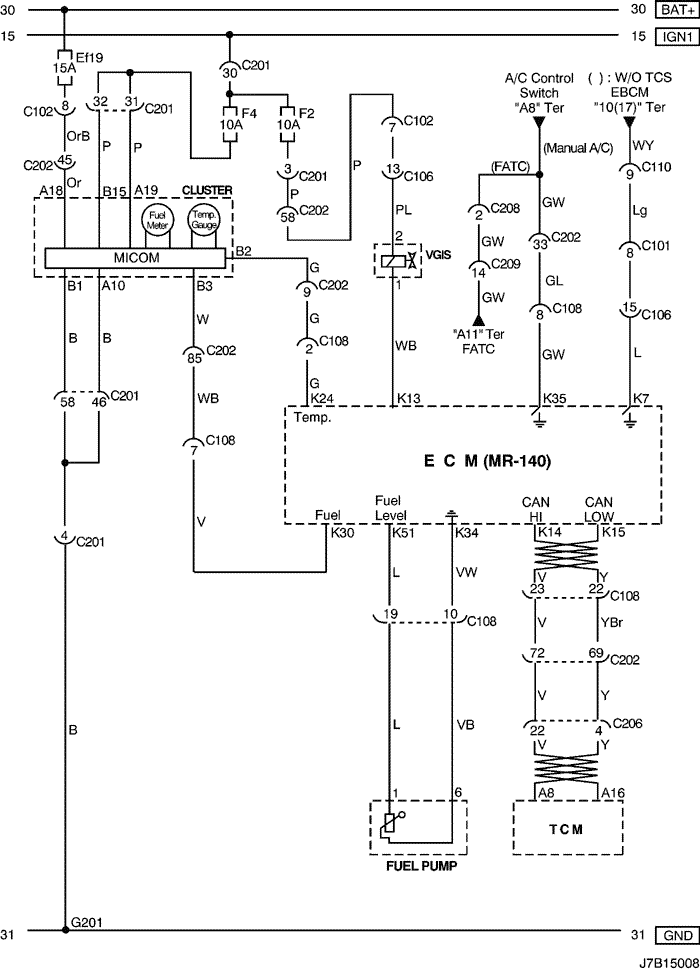 30 30 BAT+
15 15 IGN1
Ef19
15A
C201
30
A/C Control
Switch
"A8" Ter
( ) : W/O TCS
EBCM
"10(17)" Ter
8
C102
32 31 C201
F4
10A
F2
10A
7 C102
OrB
P P
(Manual A/C)
WY
45
C202
3 C201
P
13 C106
(FATC)
9 C110
Or
P
58 C202
A18 B15 A19 CLUSTER
PL
2 C208
GW
Lg
Fuel
Meter
Temp.
Gauge
MICOM
B2
2
VGIS
1
GW
33 C202
8 C101
14 C209
B1 A10 B3
G
9 C202
GW
GL
15 C106
8 C108
"A11" Ter
FATC
W
G
B B
85 C202
2 C108
WB
GW
L
58 46 C201
WB
G
K24 K13 K35 K7
Temp.
7 C108
E C M (MR-140)
4 C201
V
Fuel
Fuel
Level
CAN
HI
CAN
LOW
K30 K51 K34 K14 K15
L VW
V Y
23 22 C108
19 10 C108
V YBr
72 69 C202
B
L VB
V Y
22 4 C206
V Y
1 6
A8 A16
TCM
FUEL PUMP
G201
31 31 GND
J7B15008